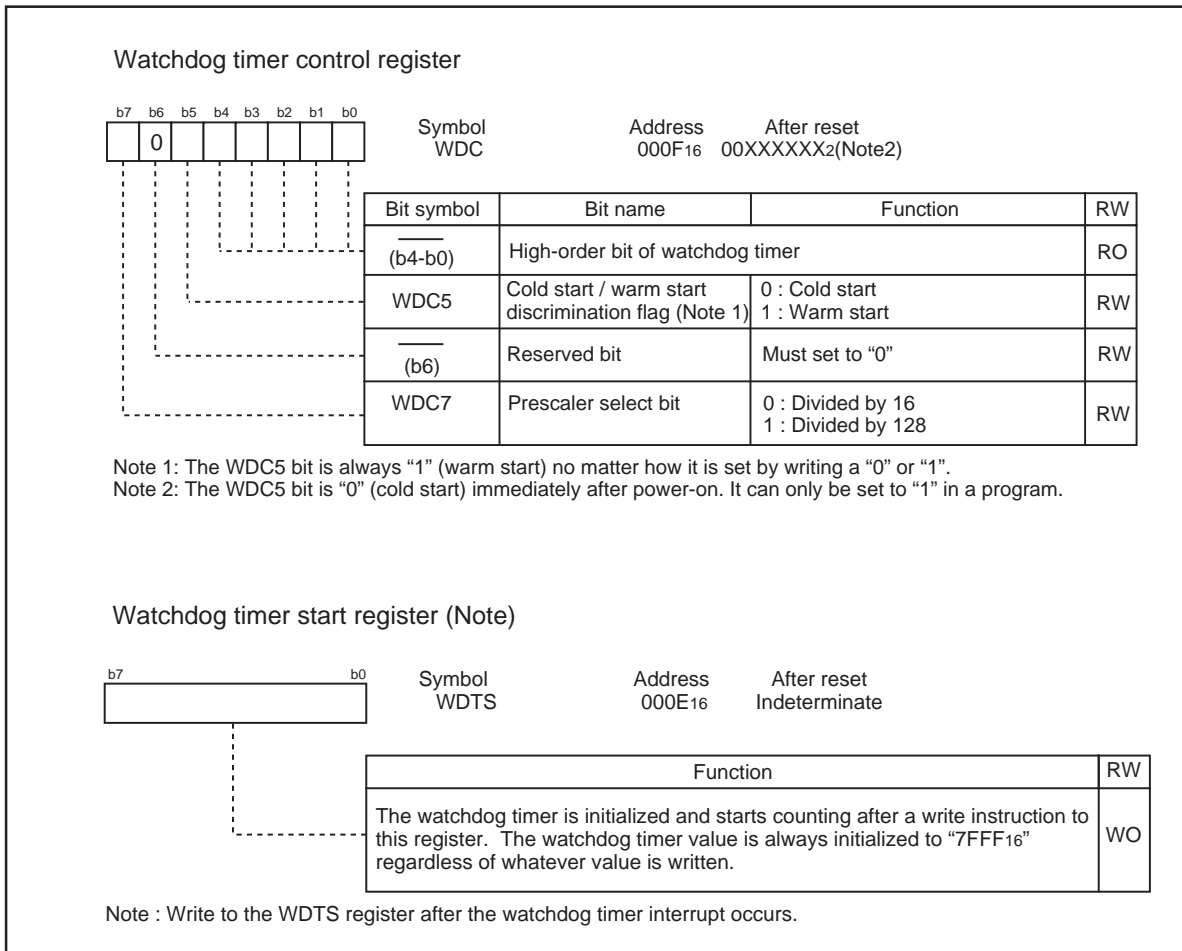 Watchdog timer control register
b7 b6 b5 b4 b3 b2 b1 b0
0
Symbol Address After reset
WDC 000F16 00XXXXXX2(Note2)
Bit symbol Bit name Function RW
(b4-b0) High-order bit of watchdog timer RO
WDC5 Cold start / warm start discrimination flag (Note 1) 0 : Cold start 1 : Warm start RW
(b6) Reserved bit Must set to “0” RW
WDC7 Prescaler select bit 0 : Divided by 16 1 : Divided by 128 RW
Note 1: The WDC5 bit is always “1” (warm start) no matter how it is set by writing a “0” or “1”.
Note 2: The WDC5 bit is “0” (cold start) immediately after power-on. It can only be set to “1” in a program.
Watchdog timer start register (Note)
b7 b0
Symbol Address After reset
WDTS 000E16 Indeterminate
Function RW
The watchdog timer is initialized and starts counting after a write instruction to
this register. The watchdog timer value is always initialized to “7FFF16”
regardless of whatever value is written.
WO
Note : Write to the WDTS register after the watchdog timer interrupt occurs.